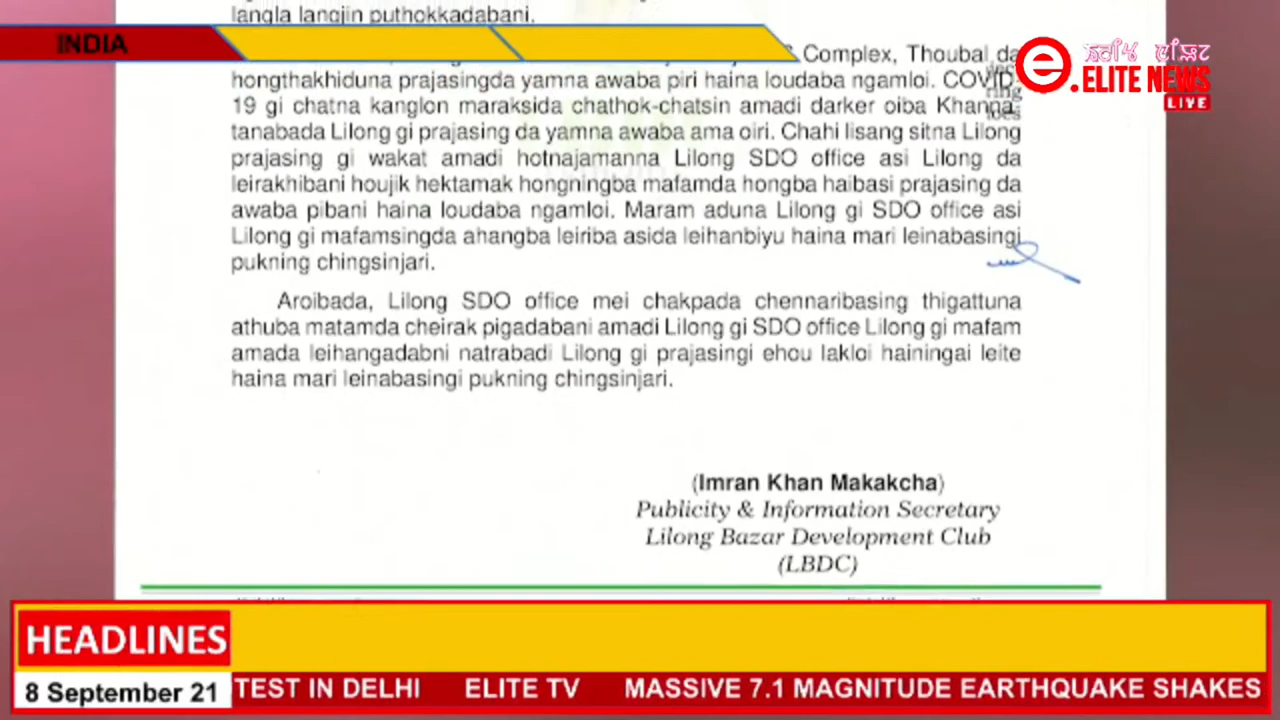 langla langjin puthokkadabani.
INDIA
Complex, Thoubal da
hongthakhiduna prajasingda yamna awaba piri haina loudaba ngamloi. COVID
19 gi chatna kanglon maraksida chathok-chatsin amadi darker oiba Khangna
tanabada Lilong gi prajasing da yamna awaba ama oiri. Chahi lisang sitna Lilong
prajasing gi wakat amadi hotnajamanna Lilong SDO office asi Lilong da
leirakhibani houjik hektamak hongningba mafamda hongba haibasi prajasing da
awaba pibani haina loudaba ngamloi. Maram aduna Lilong gi SDO office asi
Lilong gi mafamsingda ahangba leiriba asida leihanbiyu haina mari leinabasingi
pukning chingsinjari.
Aroibada, Lilong SDO office mei chakpada chennaribasing thigattuna
athuba matamda cheirak pigadabani amadi Lilong gi SDO office Lilong gi mafam
amada leihangadabni natrabadi Lilong gi prajasingi ehou lakloi hainingai leite
haina mari leinabasingi pukning chingsinjari.
(Imran Khan Makakcha)
Publicity & Information Secretary
Lilong Bazar Development Club
(LBDC)
e.ELITE NEWS
LIVE
HEADLINES
8 September 21
TEST IN DELHI ELITE TV MASSIVE 7.1 MAGNITUDE EARTHQUAKE SHAKES